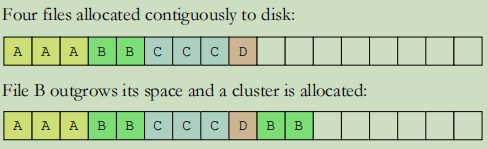 Four files allocated contiguously to disk:
A A A B B C C C D
File B outgrows its space and a cluster is allocated:
A A A B B C C C D B B